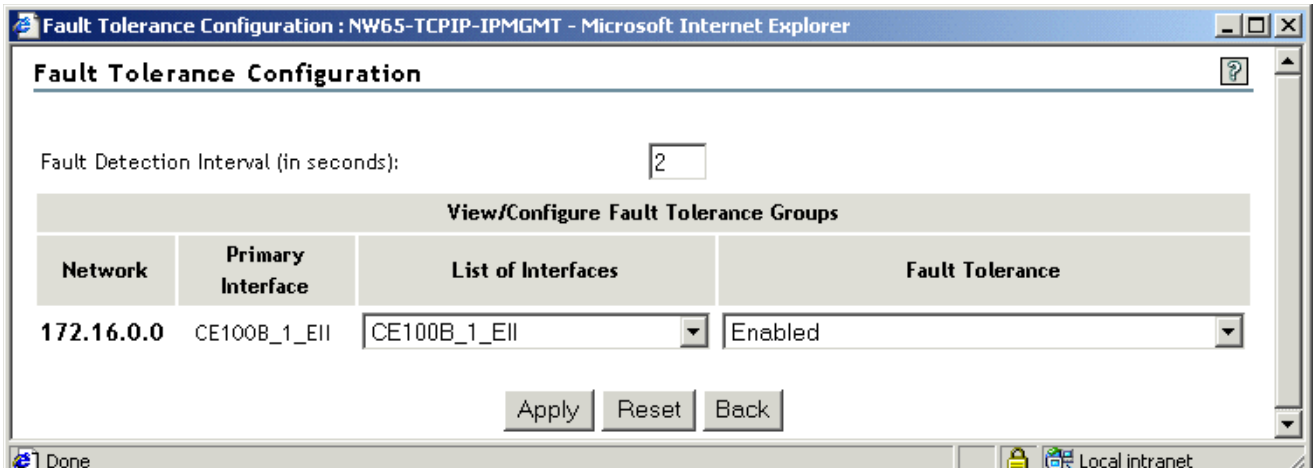 Fault Tolerance Configuration : NW65-TCPIP-IPMGMT - Microsoft Internet Explorer
Fault Tolerance Configuration
?
Fault Detection Interval (in seconds): 2
View/Configure Fault Tolerance Groups
Network Primary Interface List of Interfaces Fault Tolerance
172.16.0.0 CE100B_1_EII CE100B_1_EII Enabled
Apply Reset Back
Done Local intranet